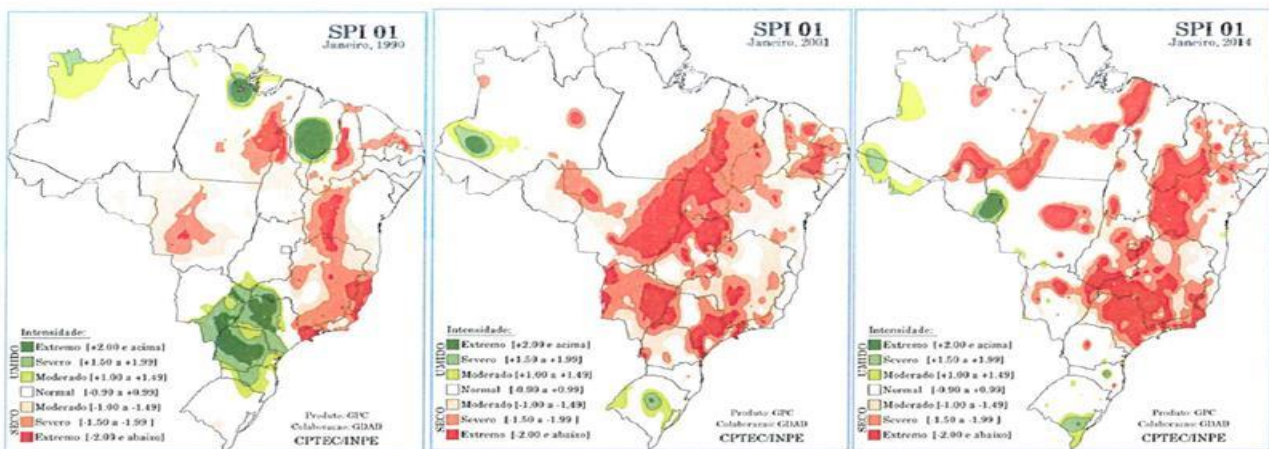 SPI 01
Janeiro, 1990
Intensidade:
UMIDO
Extremo [+2.00 e acima]
Severo [+1.50 a +1.99]
Moderado [+1.00 a +1.49]
Normal [-0.99 a +0.99]
SECO
Moderado [-1.00 a -1.49]
Severo [-1.50 a -1.99]
Extremo [-2.00 e abaixo]
Produto: GPC
Colaboracao: GDAD
CPTEC/INPE
SPI 01
Janeiro, 2001
Intensidade:
UMIDO
Extremo [+2.00 e acima]
Severo [+1.50 a +1.99]
Moderado [+1.00 a +1.49]
Normal [-0.99 a +0.99]
SECO
Moderado [-1.00 a -1.49]
Severo [-1.50 a -1.99]
Extremo [-2.00 e abaixo]
Produto: GPC
Colaboracao: GDAD
CPTEC/INPE
SPI 01
Janeiro, 2014
Intensidade:
UMIDO
Extremo [+2.00 e acima]
Severo [+1.50 a +1.99]
Moderado [+1.00 a +1.49]
Normal [-0.99 a +0.99]
SECO
Moderado [-1.00 a -1.49]
Severo [-1.50 a -1.99]
Extremo [-2.00 e abaixo]
Produto: GPC
Colaboracao: GDAD
CPTEC/INPE